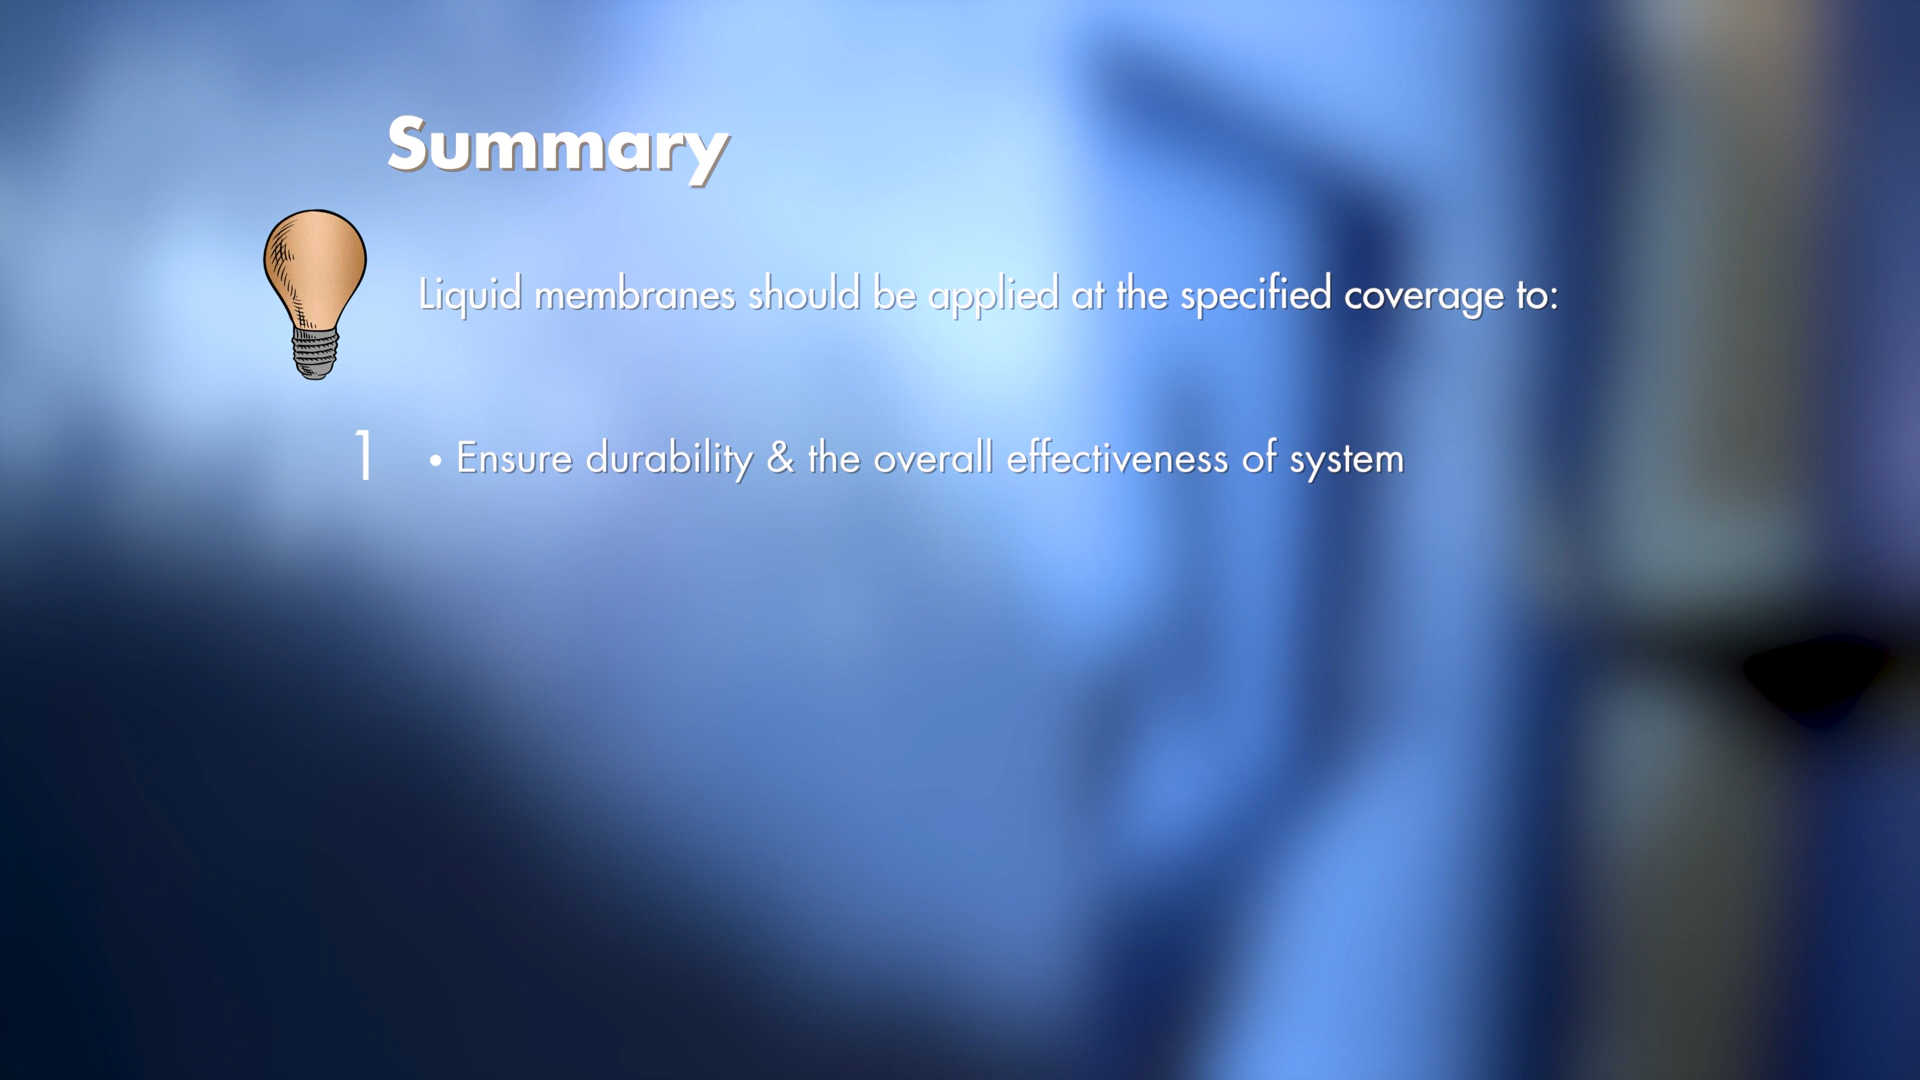 Summary
Liquid membranes should be applied at the specified coverage to:
1 • Ensure durability & the overall effectiveness of system